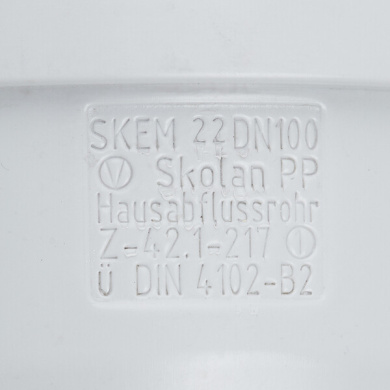 SKEM 22 DN100
Ⓥ Skolan PP
Hausabflussrohr
Z-42.1-217
Ü DIN 4102-B2